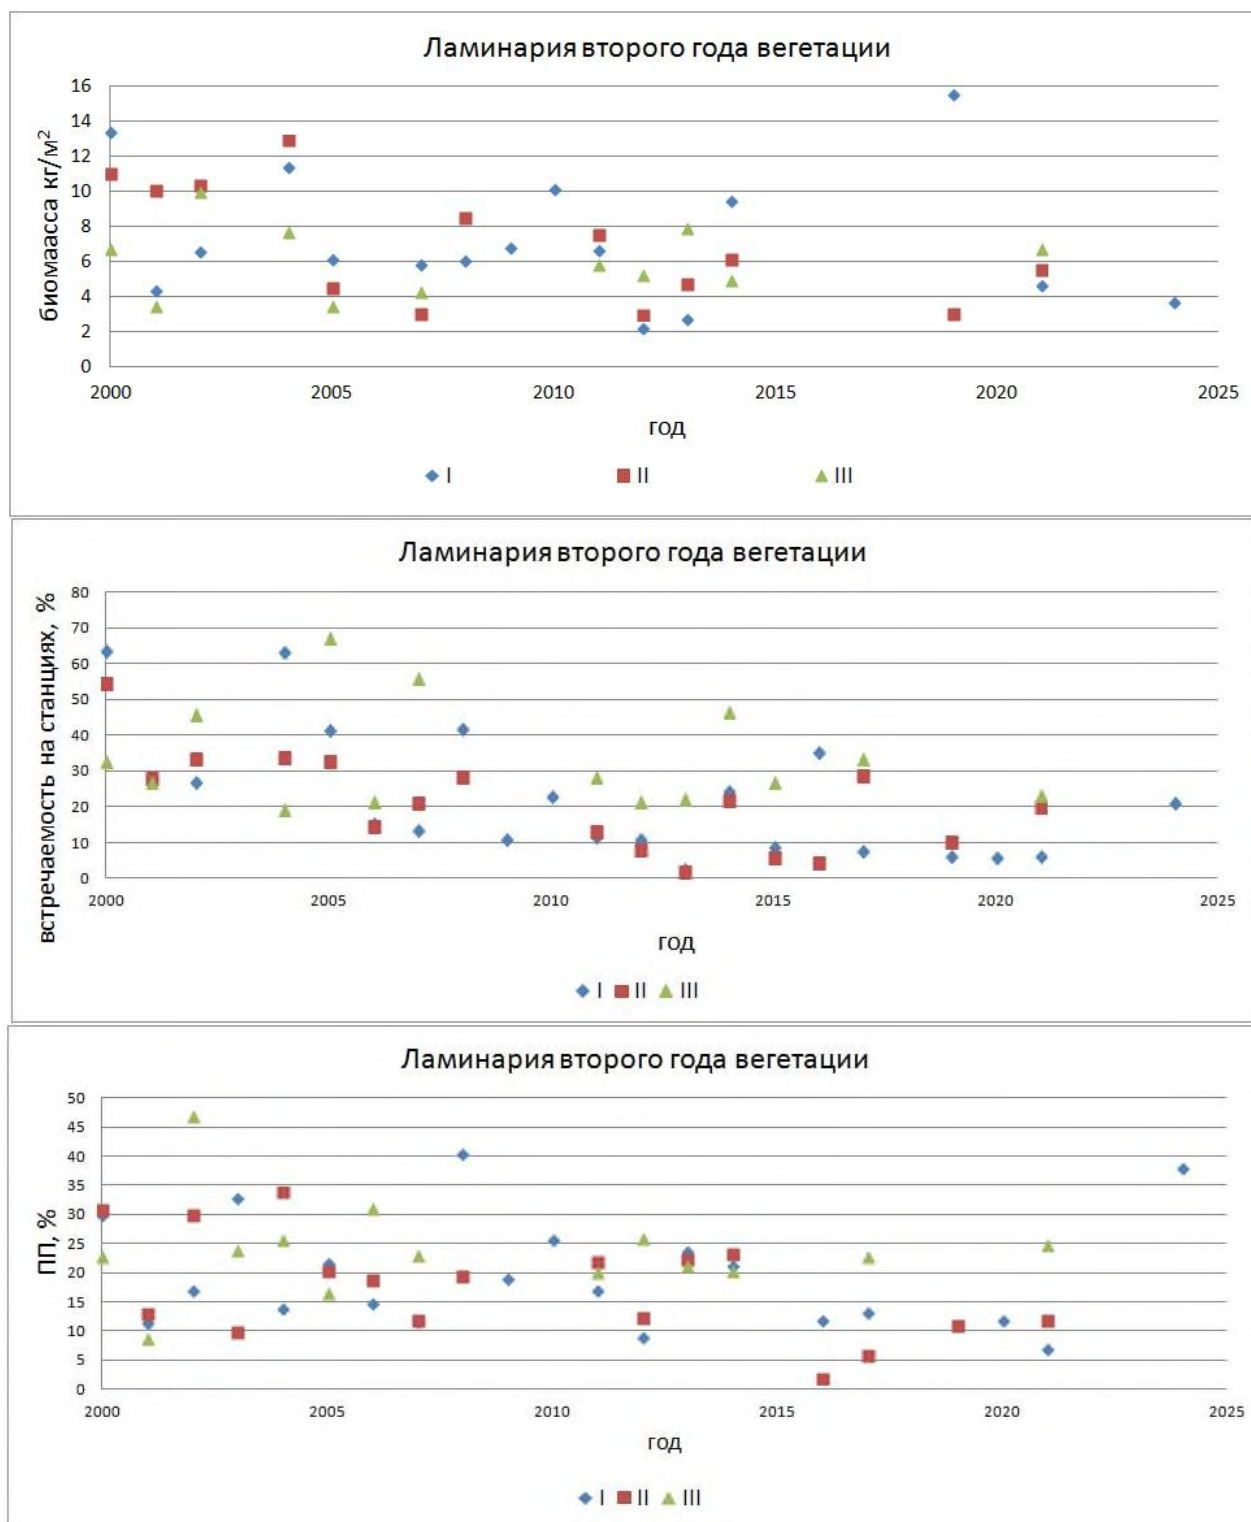 Ламинария второго года вегетации
биомаасса кг/м²
16
14
12
10
8
6
4
2
0
2000 2005 2010 2015 2020 2025
год
I II III
Ламинария второго года вегетации
встречаемость на станциях, %
80
70
60
50
40
30
20
10
0
2000 2005 2010 2015 2020 2025
год
I II III
Ламинария второго года вегетации
ПП, %
50
45
40
35
30
25
20
15
10
5
0
2000 2005 2010 2015 2020 2025
год
I II III